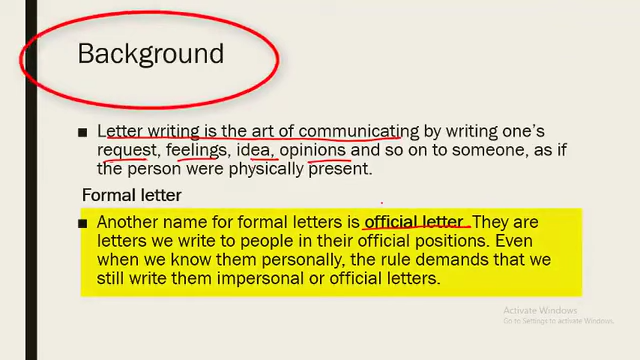 Background
■ Letter writing is the art of communicating by writing one's
request, feelings, idea, opinions and so on to someone, as if
the person were physically present.
Formal letter
■ Another name for formal letters is official letter. They are
letters we write to people in their official positions. Even
when we know them personally, the rule demands that we
still write them impersonal or official letters.
Activate Windows
Go to Settings to activate Windows.